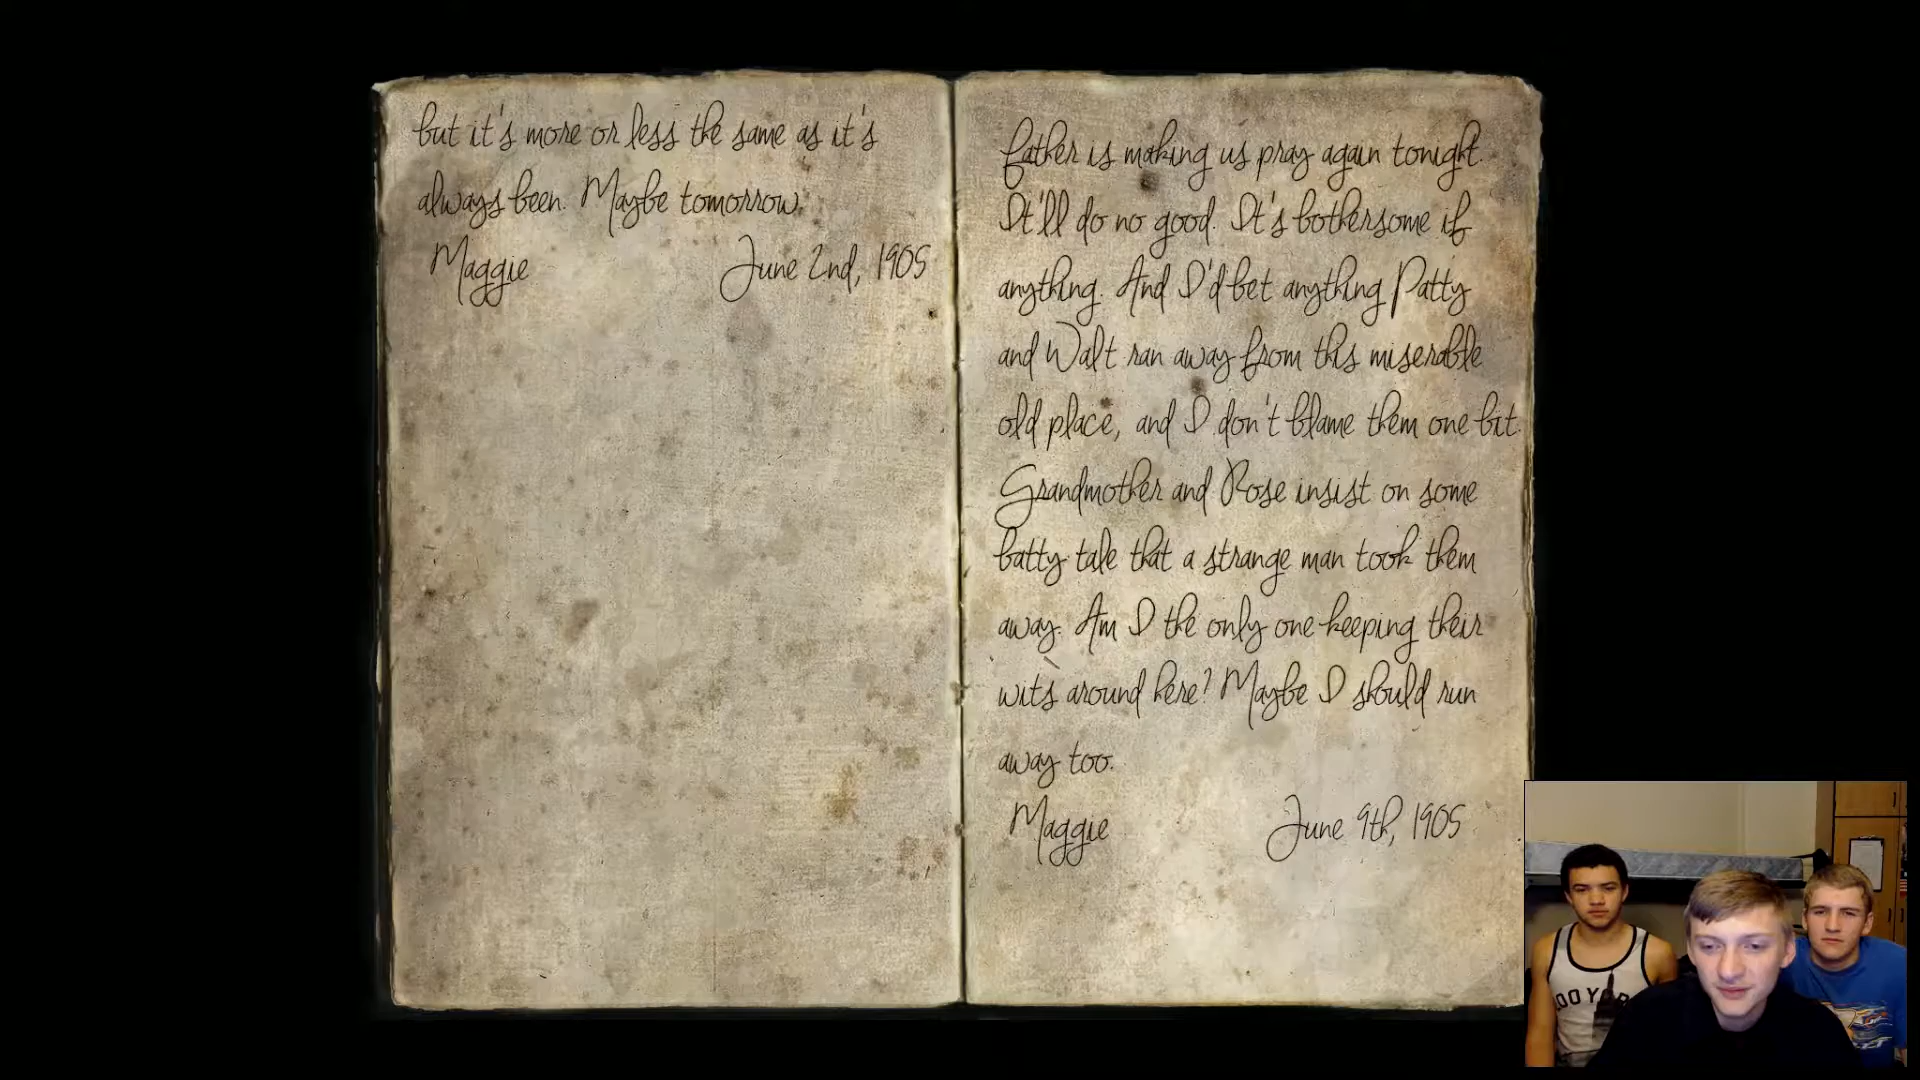 but it's more or less the same as it's
always been. Maybe tomorrow.
Maggie June 2nd, 1905
Father is making us pray again tonight.
It'll do no good. It's bothersome if
anything. And I'd bet anything Patty
and Walt ran away from this miserable
old place, and I don't blame them one bit.
Grandmother and Rose insist on some
batty tale that a strange man took them
away. Am I the only one keeping their
wits around here? Maybe I should run
away too.
Maggie June 9th, 1905